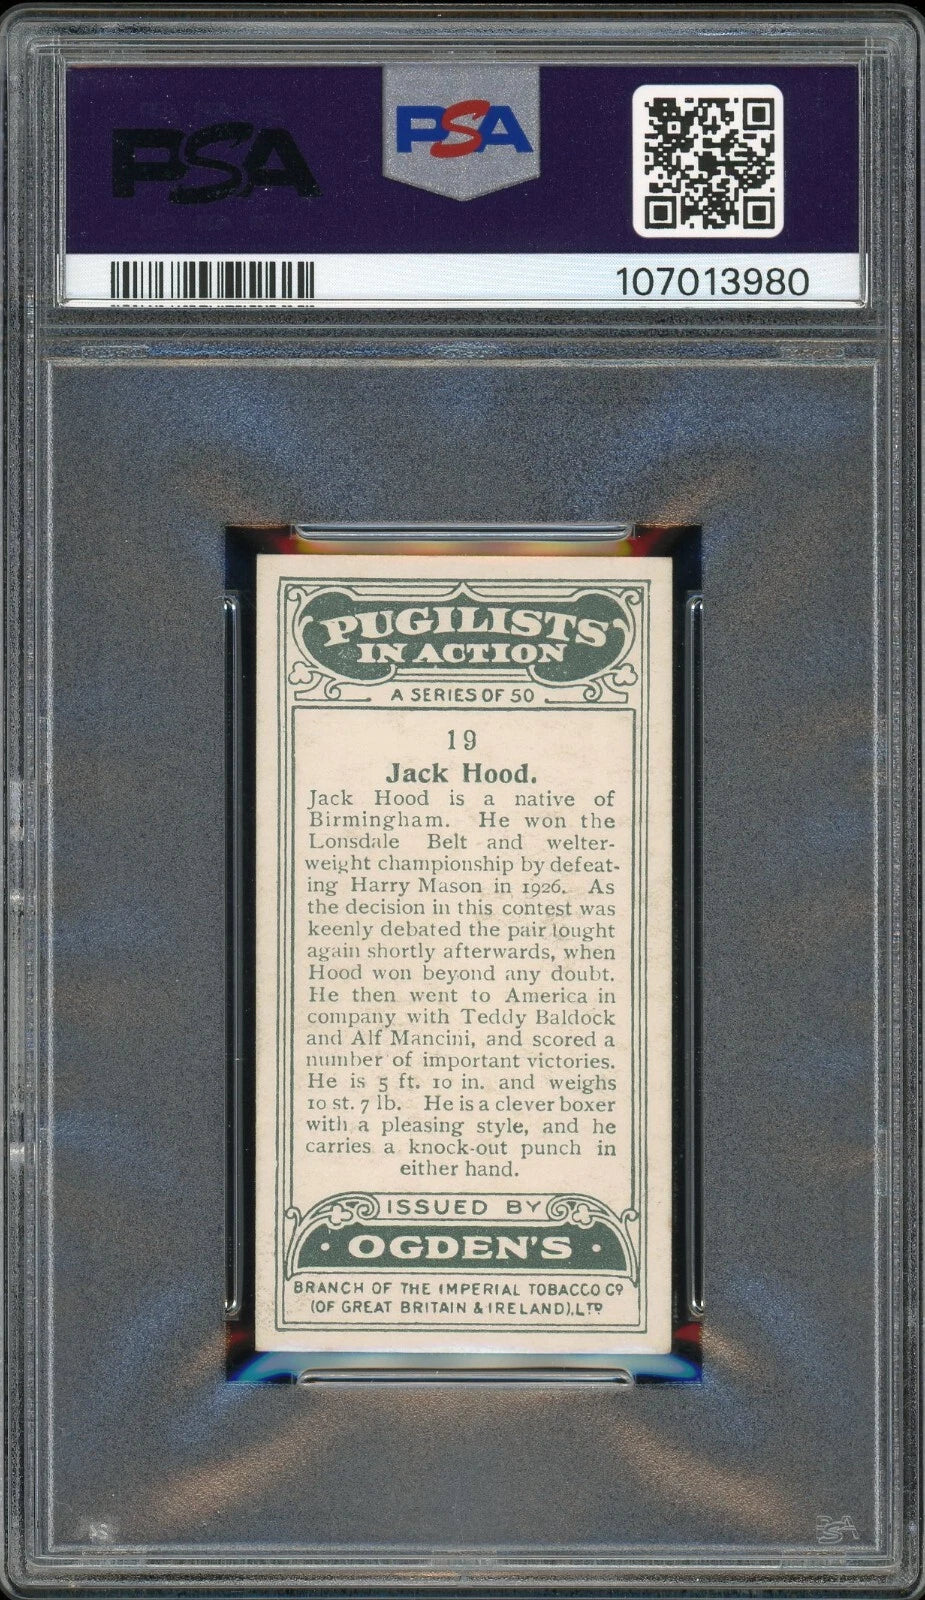 PSA
PSA
107013980
PUGILISTS
IN ACTION
A SERIES OF 50
19
Jack Hood.
Jack Hood is a native of
Birmingham. He won the
Lonsdale Belt and welter-
weight championship by defeat-
ing Harry Mason in 1926. As
the decision in this contest was
keenly debated the pair fought
again shortly afterwards, when
Hood won beyond any doubt.
He then went to America in
company with Teddy Baldock
and Alf Mancini, and scored a
number of important victories.
He is 5 ft. 10 in. and weighs
10 st. 7 lb. He is a clever boxer
with a pleasing style, and he
carries a knock-out punch in
either hand.
ISSUED BY
· OGDEN'S ·
BRANCH OF THE IMPERIAL TOBACCO CO
(OF GREAT BRITAIN & IRELAND), LTD
PSA